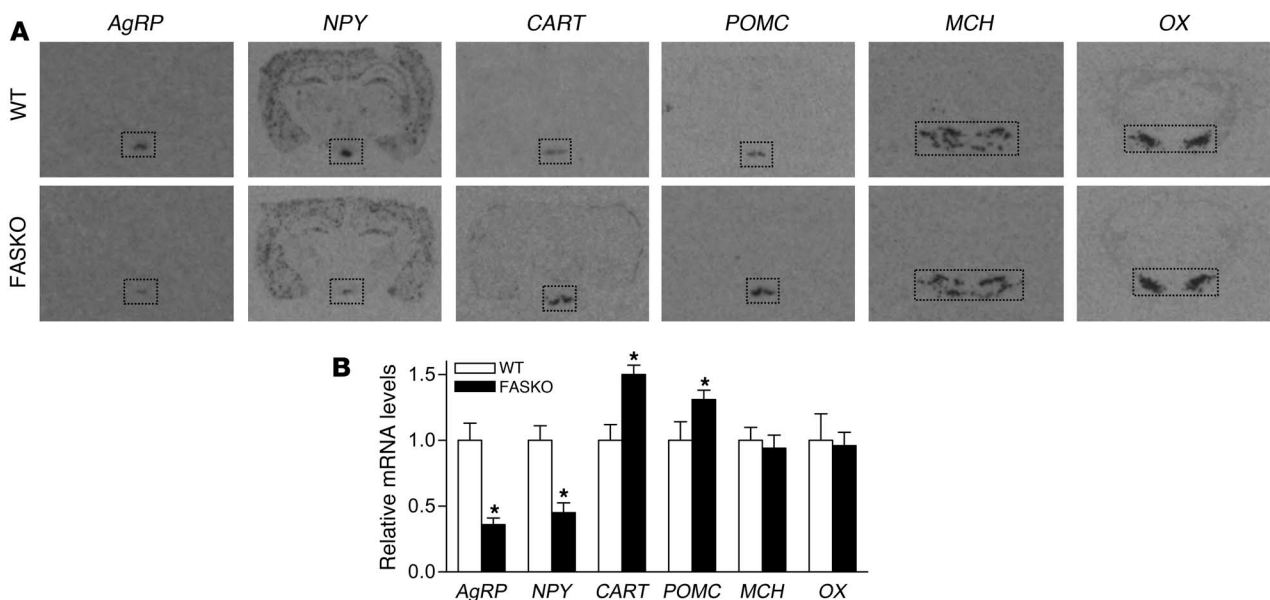 A
AgRP NPY CART POMC MCH OX
WT
FASKO
B
WT
FASKO
Relative mRNA levels
1.5
1.0
0.5
0.0
* * * *
AgRP NPY CART POMC MCH OX